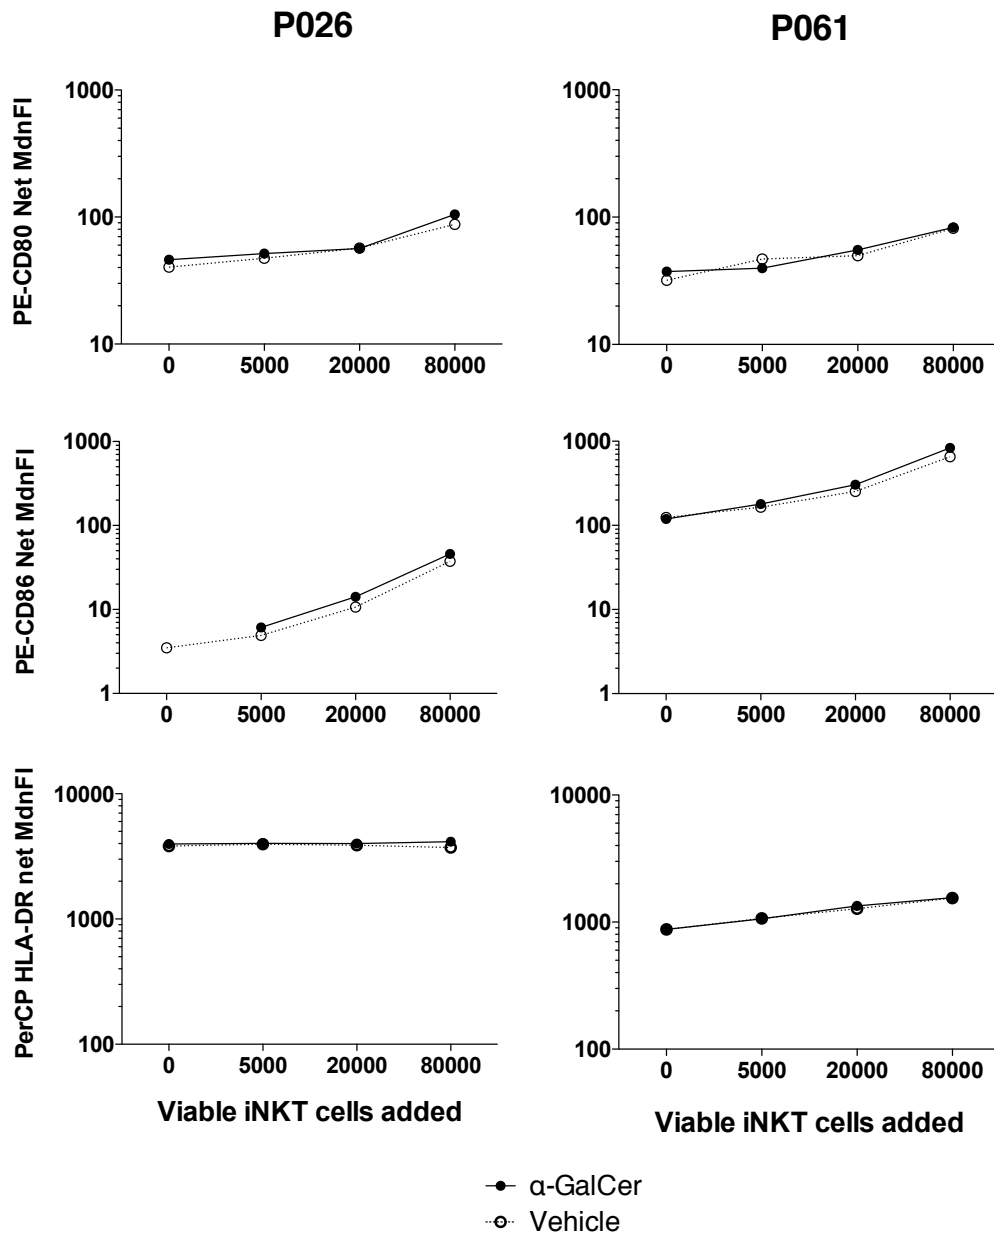 P026
P061
PE-CD80 Net MdnFI
1000
100
10
0 5000 20000 80000
1000
100
10
0 5000 20000 80000
PE-CD86 Net MdnFI
1000
100
10
1
0 5000 20000 80000
1000
100
10
1
0 5000 20000 80000
PerCP HLA-DR net MdnFI
10000
1000
100
0 5000 20000 80000
Viable iNKT cells added
10000
1000
100
0 5000 20000 80000
Viable iNKT cells added
α-GalCer
Vehicle